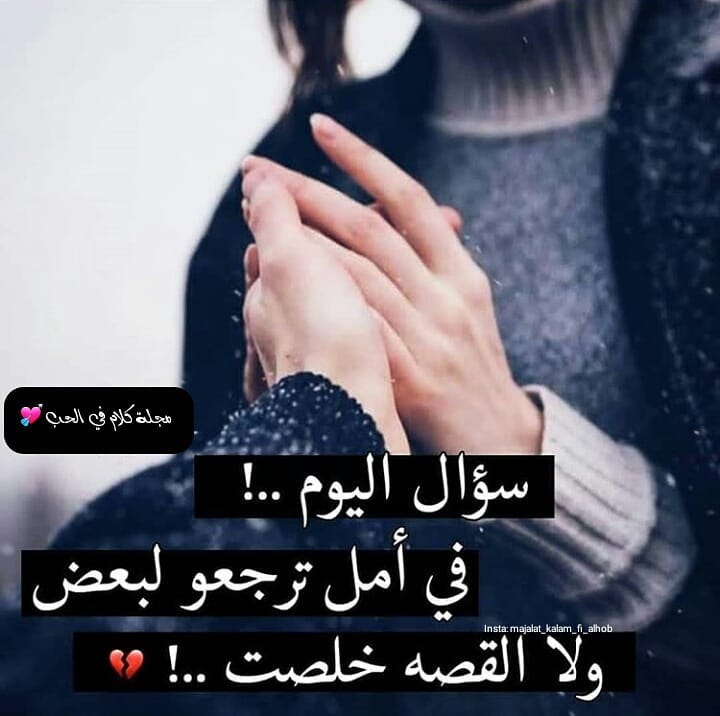 مجلة كلام في الحب 💘
سؤال اليوم ..!
في أمل ترجعو لبعض
Insta: majalat_kalam_fi_alhob
ولا القصه خلصت ..! 💔